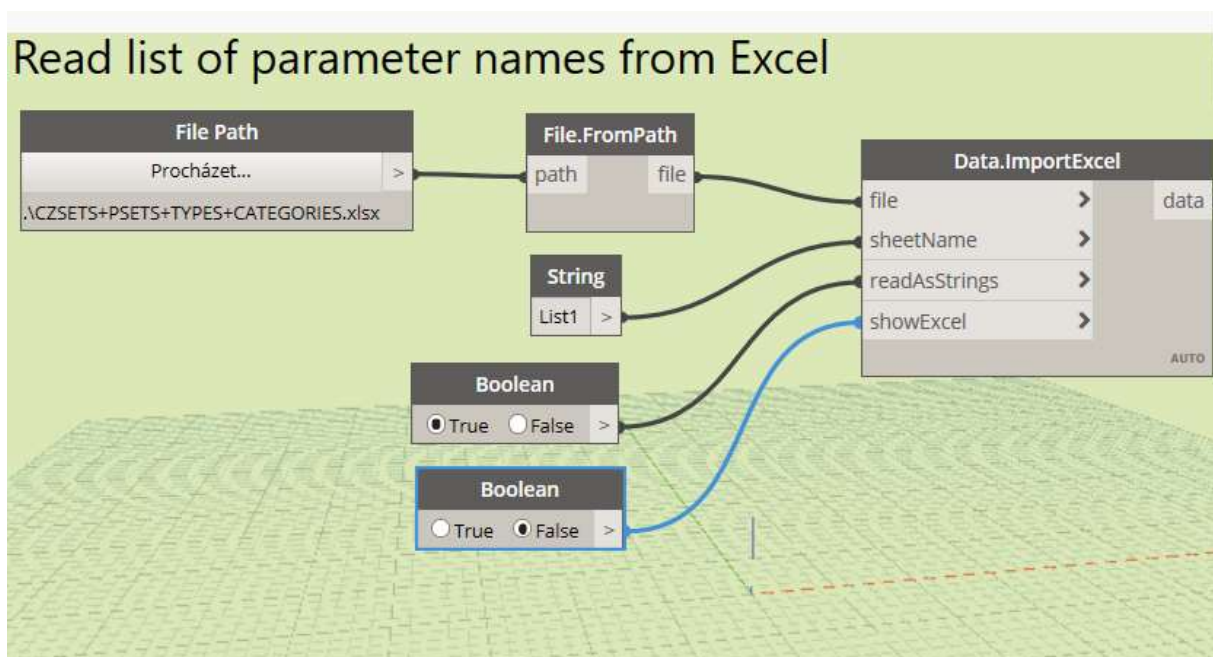 Read list of parameter names from Excel
File Path
Procházet...
>
.\CZSETS+PSETS+TYPES+CATEGORIES.xlsx
File.FromPath
path
file
String
List1
>
Boolean
True
False
>
Boolean
True
False
>
Data.ImportExcel
file
>
data
sheetName
>
readAsStrings
>
showExcel
>
AUTO